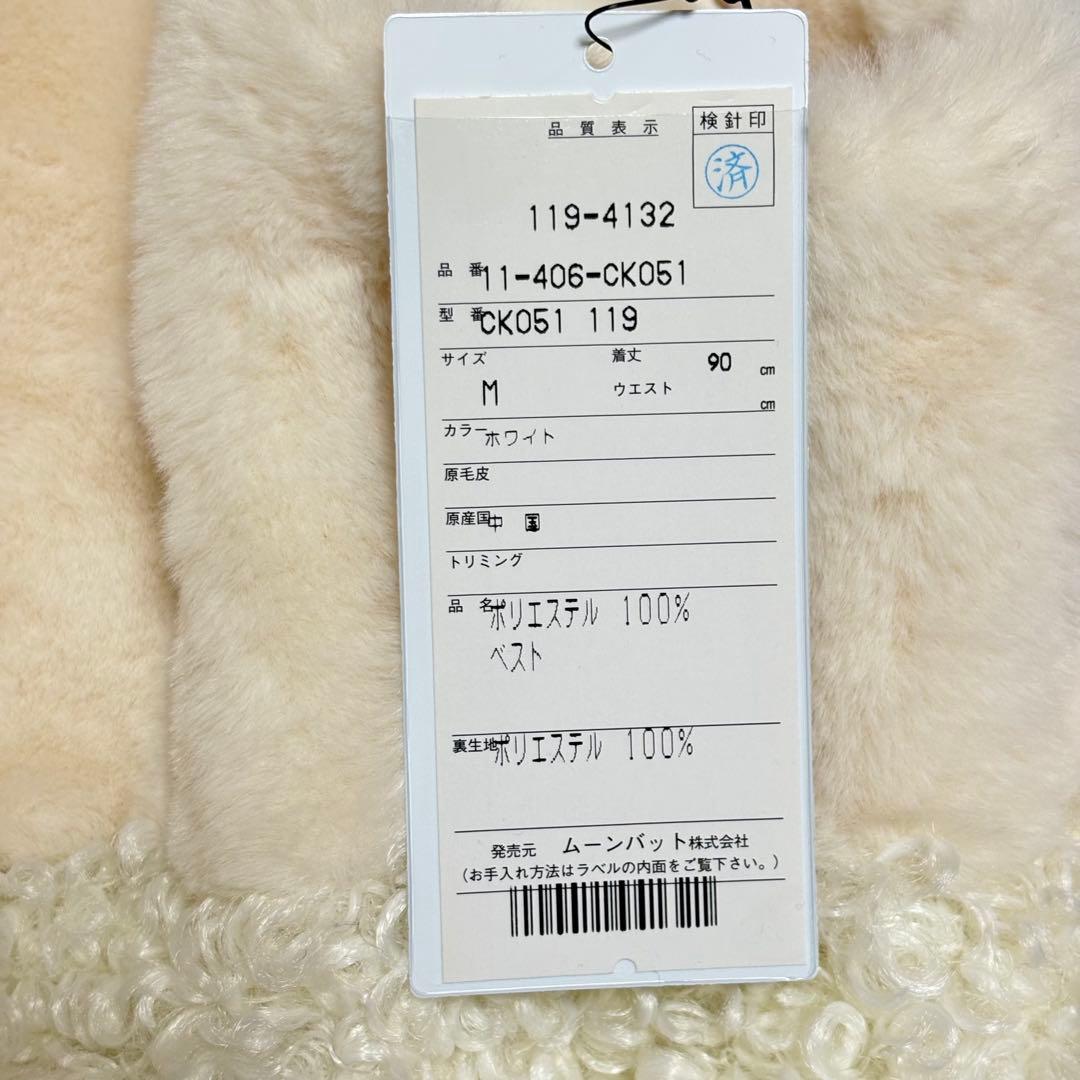 品質表示
検針印
済
119-4132
品番 11-406-CK051
型番 CK051 119
サイズ M 着丈 90 cm
ウエスト cm
カラー ホワイト
原毛皮
原産国 中国
トリミング
品名 ポリエステル 100%
ベスト
裏生地 ポリエステル 100%
発売元 ムーンバット株式会社
(お手入れ方法はラベルの内面をご覧下さい。)